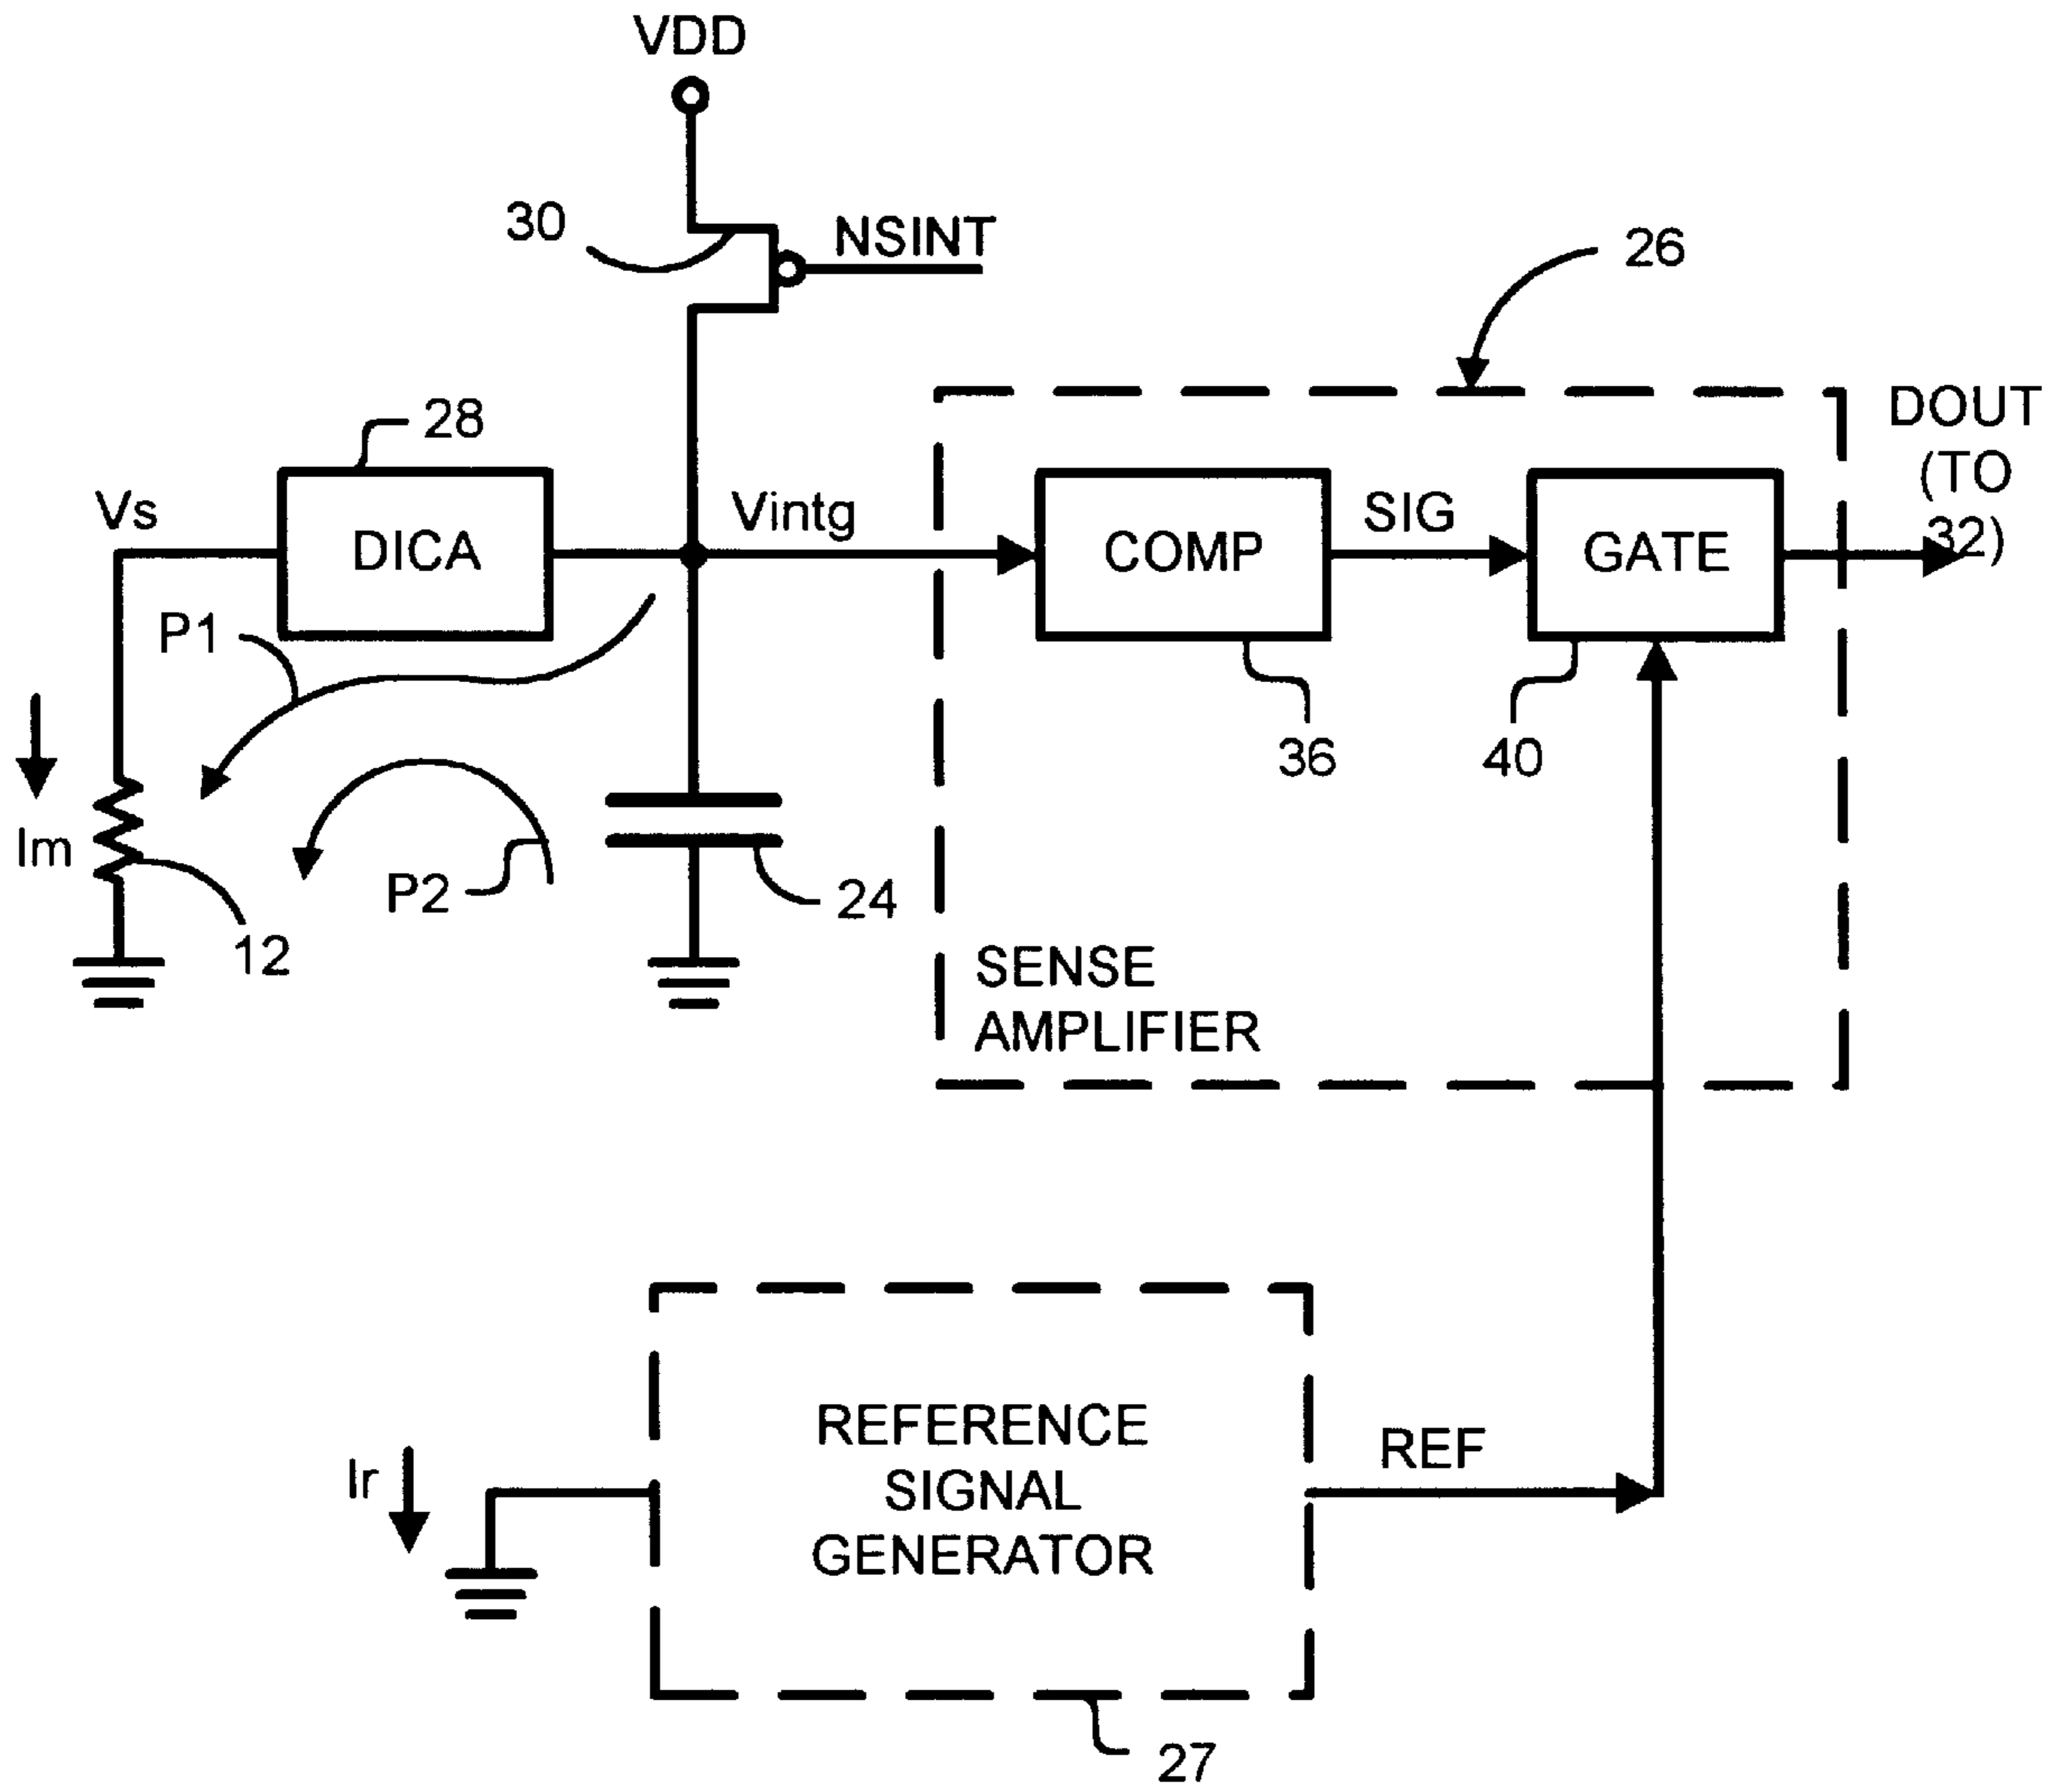 VDD
30
NSINT
26
28
DOUT
(TO
32)
Vs
DICA
Vintg
COMP
SIG
GATE
P1
36
40
Im
P2
24
12
SENSE
AMPLIFIER
REFERENCE
SIGNAL
GENERATOR
Ir
REF
27